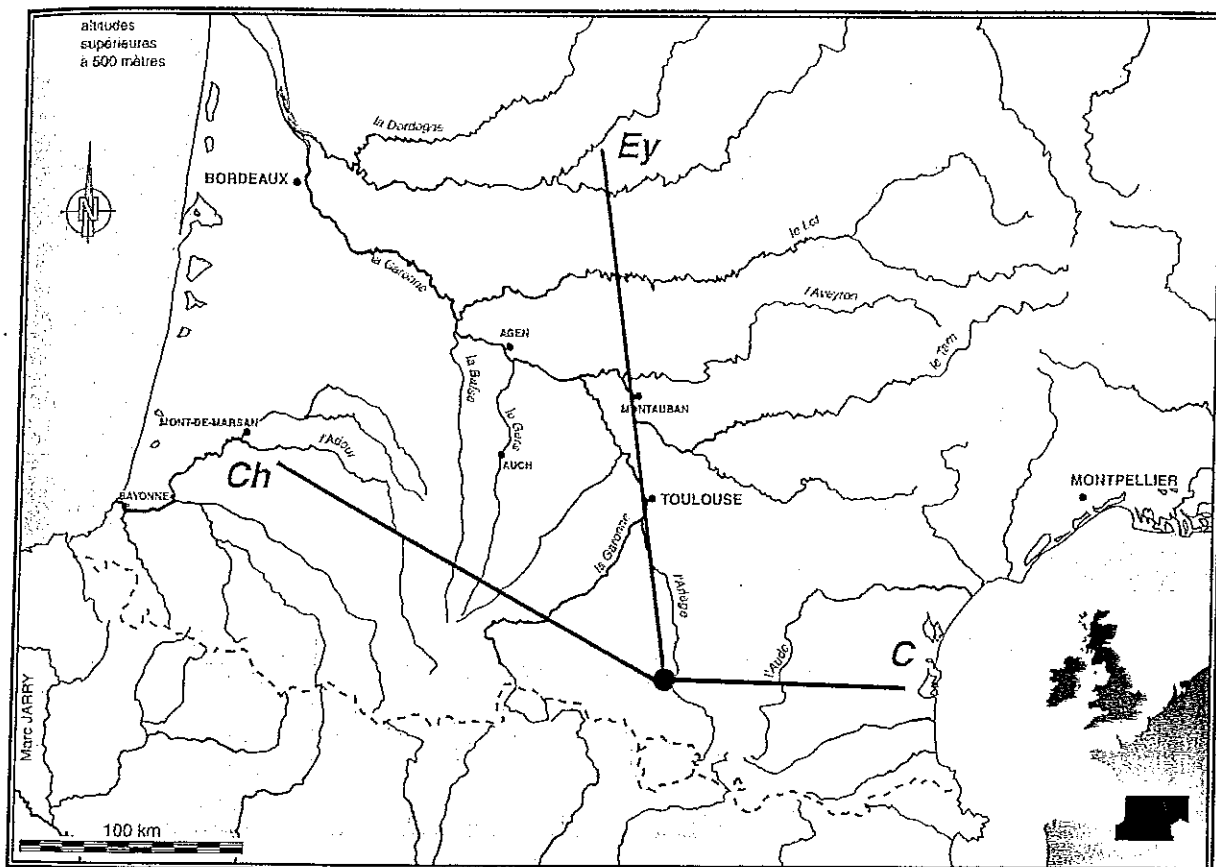 altitudes
supérieures
à 500 mètres
la Dordogne
Ey
BORDEAUX
N
le Lot
la Garonne
l'Aveyron
AGEN
le Tarn
la Baïse
le Gers
MONTAUBAN
MONT-DE-MARSAN
l'Adour
AUCH
Ch
BAYONNE
TOULOUSE
MONTPELLIER
la Garonne
l'Ariège
l'Aude
C
Marc JARRY
100 km